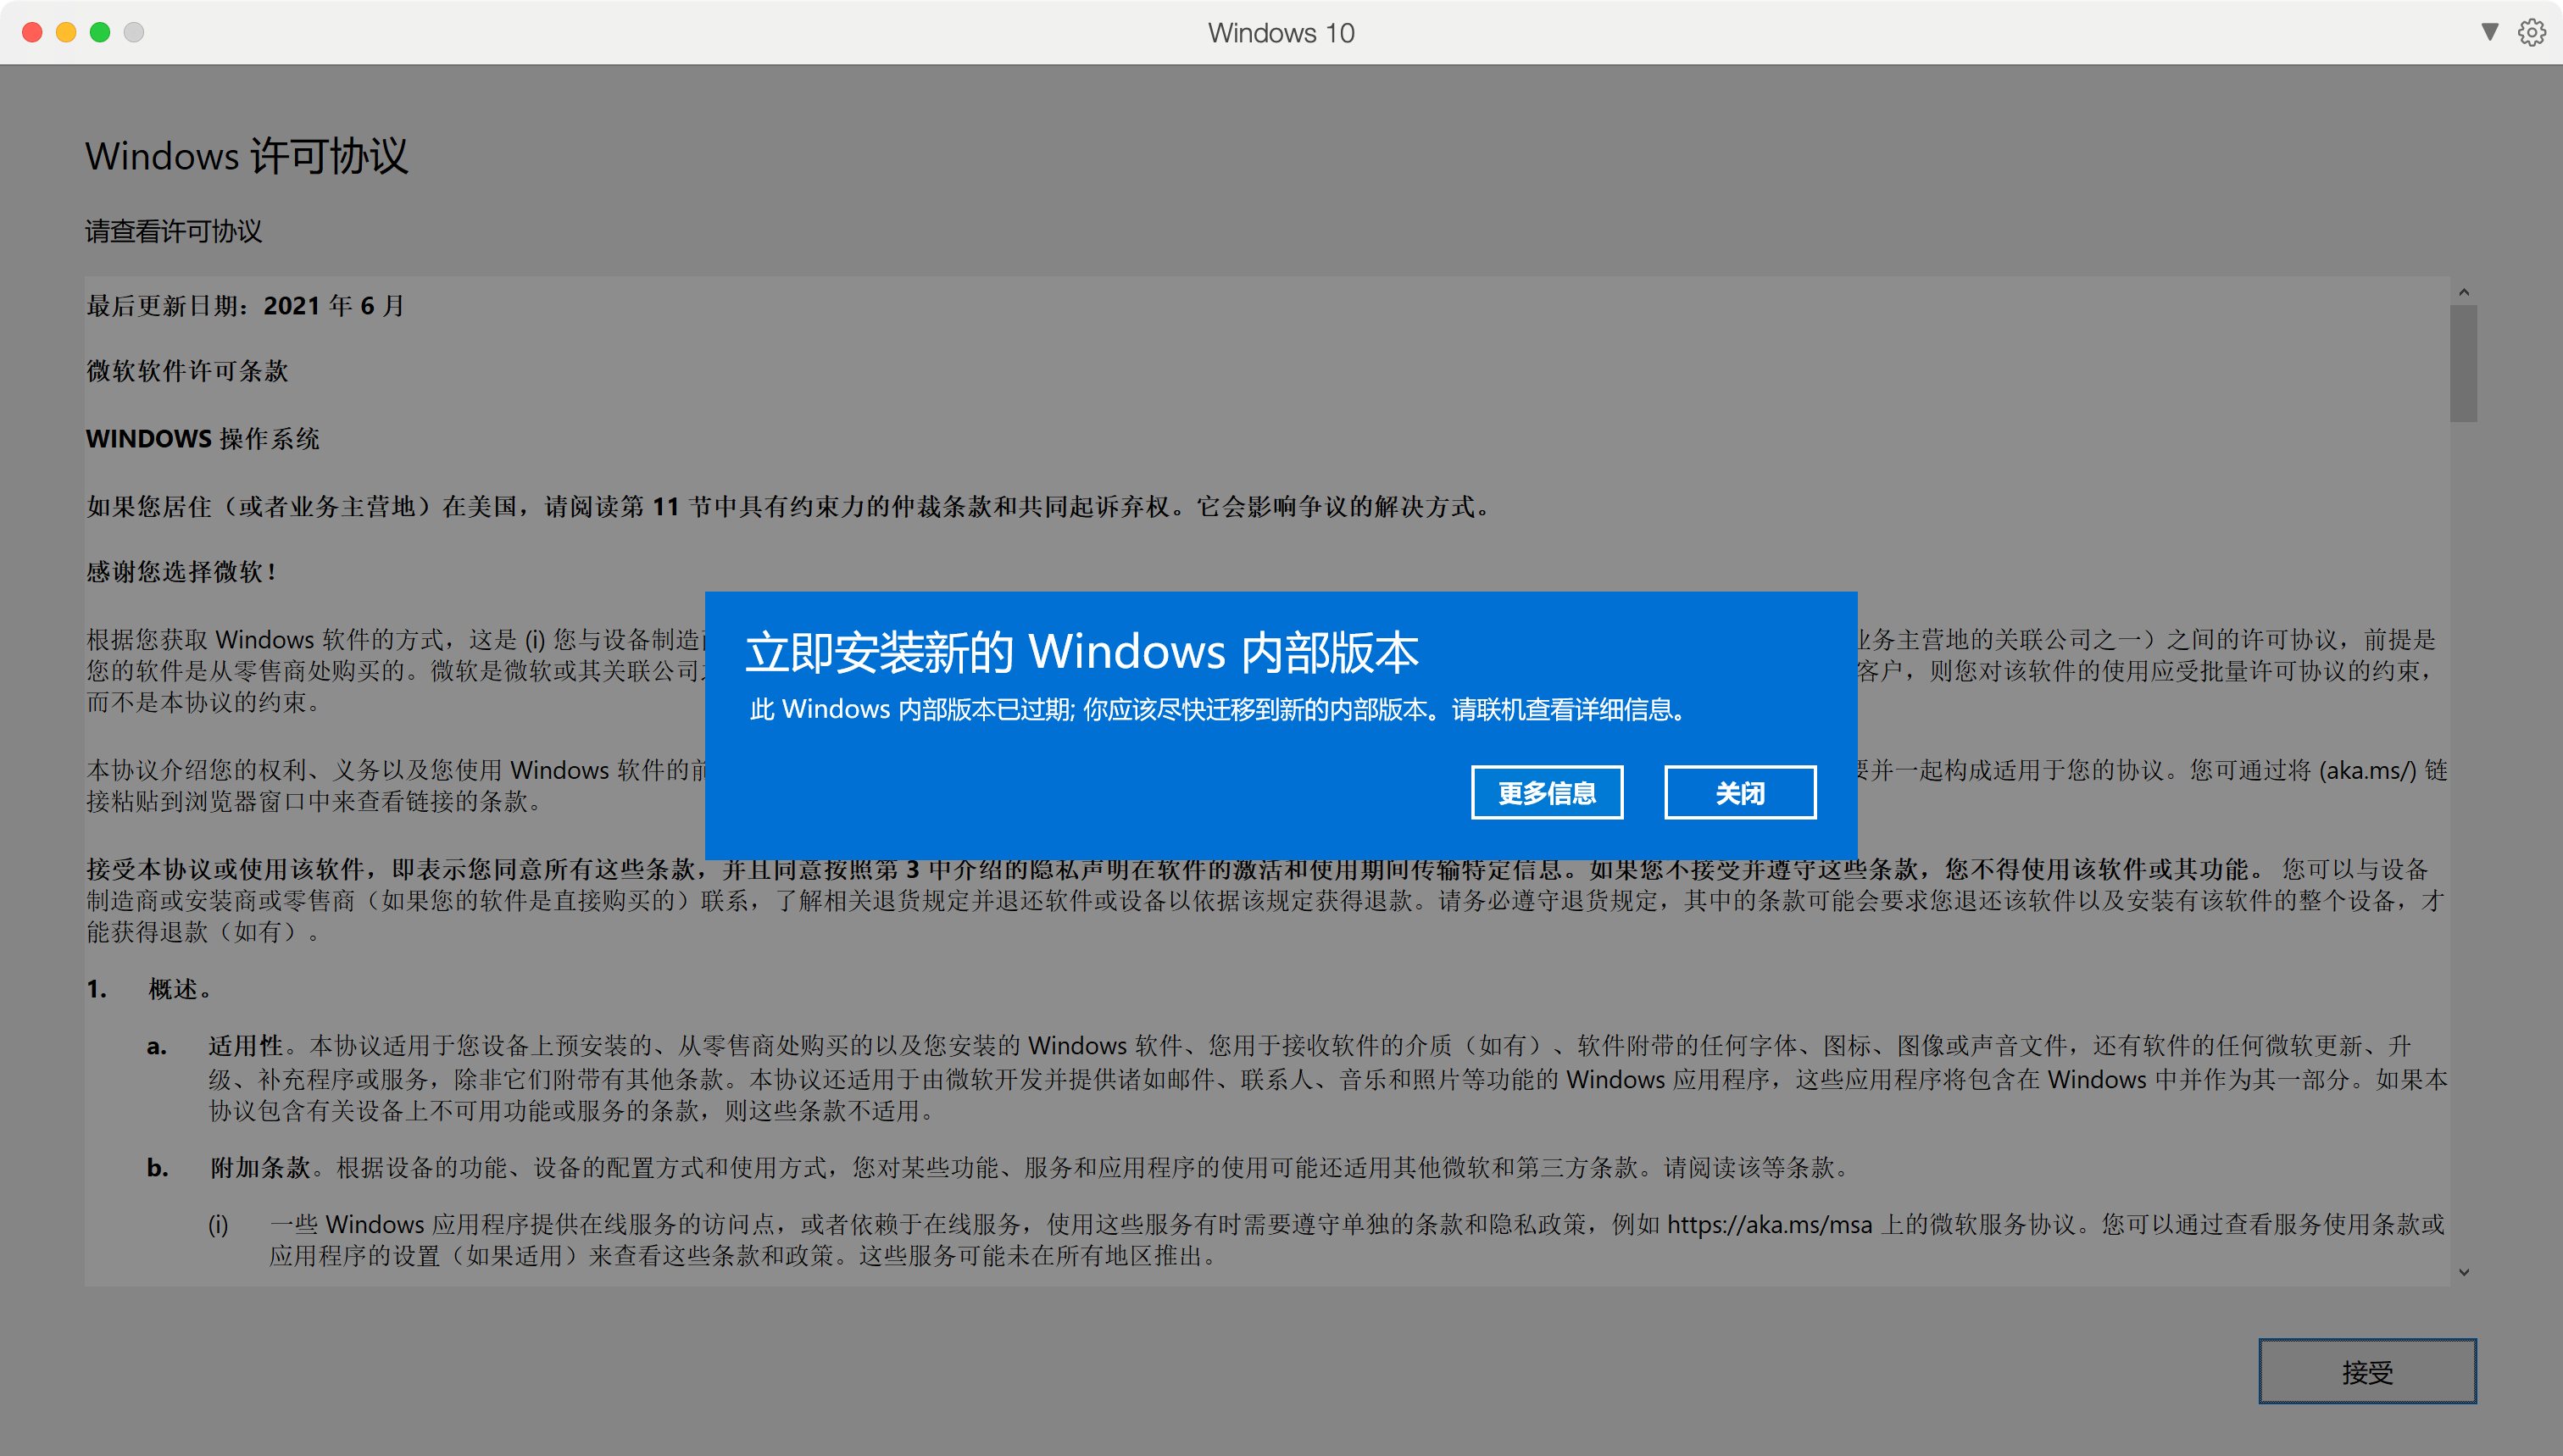 Windows 10
Windows 许可协议
请查看许可协议
最后更新日期：2021 年 6 月
微软软件许可条款
WINDOWS 操作系统
如果您居住（或者业务主营地）在美国，请阅读第 11 节中具有约束力的仲裁条款和共同起诉弃权。它会影响争议的解决方式。
感谢您选择微软！
根据您获取 Windows 软件的方式，这是 (i) 您与设备制造 业务主营地的关联公司之一）之间的许可协议，前提是
您的软件是从零售商处购买的。微软是微软或其关联公司 客户，则您对该软件的使用应受批量许可协议的约束，
而不是本协议的约束。
立即安装新的 Windows 内部版本
此 Windows 内部版本已过期; 你应该尽快迁移到新的内部版本。请联机查看详细信息。
更多信息
关闭
本协议介绍您的权利、义务以及您使用 Windows 软件的 要并一起构成适用于您的协议。您可通过将 (aka.ms/) 链
接粘贴到浏览器窗口中来查看链接的条款。
接受本协议或使用该软件，即表示您同意所有这些条款，并且同意按照第 3 中介绍的隐私声明在软件的激活和使用期间传输特定信息。如果您不接受并遵守这些条款，您不得使用该软件或其功能。 您可以与设备
制造商或安装商或零售商（如果您的软件是直接购买的）联系，了解相关退货规定并退还软件或设备以依据该规定获得退款。请务必遵守退货规定，其中的条款可能会要求您退还该软件以及安装有该软件的整个设备，才
能获得退款（如有）。
1. 概述。
a. 适用性。本协议适用于您设备上预安装的、从零售商处购买的以及您安装的 Windows 软件、您用于接收软件的介质（如有）、软件附带的任何字体、图标、图像或声音文件，还有软件的任何微软更新、升
级、补充程序或服务，除非它们附带有其他条款。本协议还适用于由微软开发并提供诸如邮件、联系人、音乐和照片等功能的 Windows 应用程序，这些应用程序将包含在 Windows 中并作为其一部分。如果本
协议包含有关设备上不可用功能或服务的条款，则这些条款不适用。
b. 附加条款。根据设备的功能、设备的配置方式和使用方式，您对某些功能、服务和应用程序的使用可能还适用其他微软和第三方条款。请阅读该等条款。
(i) 一些 Windows 应用程序提供在线服务的访问点，或者依赖于在线服务，使用这些服务有时需要遵守单独的条款和隐私政策，例如 https://aka.ms/msa 上的微软服务协议。您可以通过查看服务使用条款或
应用程序的设置（如果适用）来查看这些条款和政策。这些服务可能未在所有地区推出。
接受